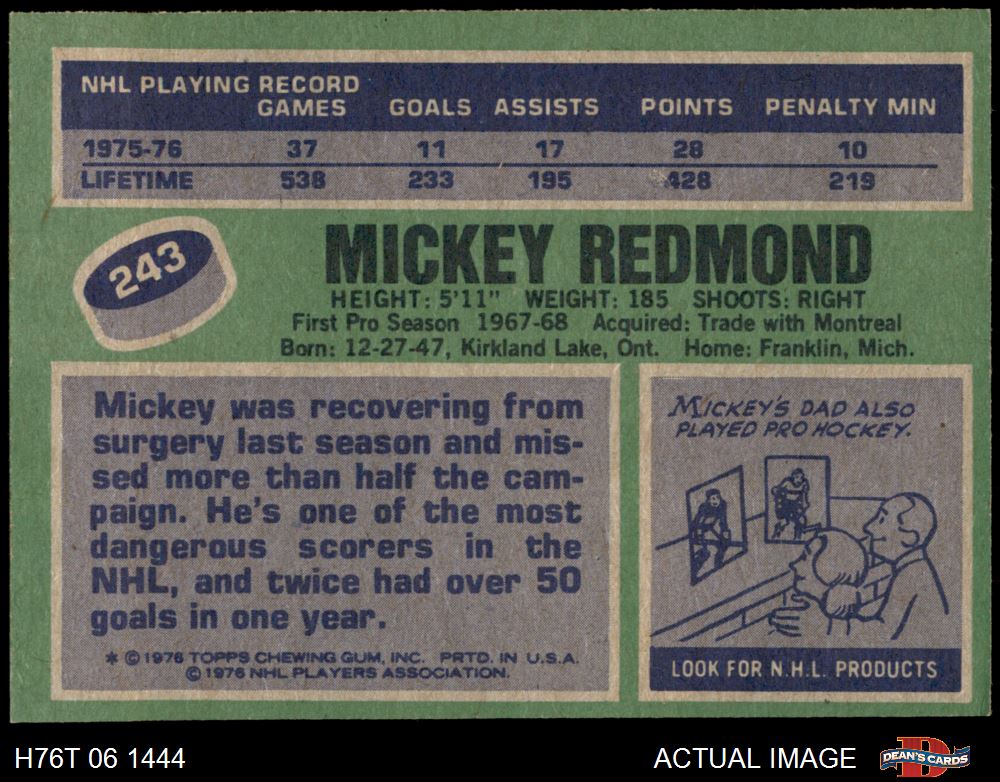 NHL PLAYING RECORD
GAMES GOALS ASSISTS POINTS PENALTY MIN
1975-76 37 11 17 28 10
LIFETIME 538 233 195 428 219
243
MICKEY REDMOND
HEIGHT: 5'11" WEIGHT: 185 SHOOTS: RIGHT
First Pro Season 1967-68 Acquired: Trade with Montreal
Born: 12-27-47, Kirkland Lake, Ont. Home: Franklin, Mich.
Mickey was recovering from
surgery last season and mis-
sed more than half the cam-
paign. He's one of the most
dangerous scorers in the
NHL, and twice had over 50
goals in one year.
* © 1976 TOPPS CHEWING GUM, INC. PRTD. IN U.S.A.
© 1976 NHL PLAYERS ASSOCIATION.
MICKEY'S DAD ALSO
PLAYED PRO HOCKEY.
LOOK FOR N.H.L. PRODUCTS
H76T 06 1444 ACTUAL IMAGE DEAN'S CARDS